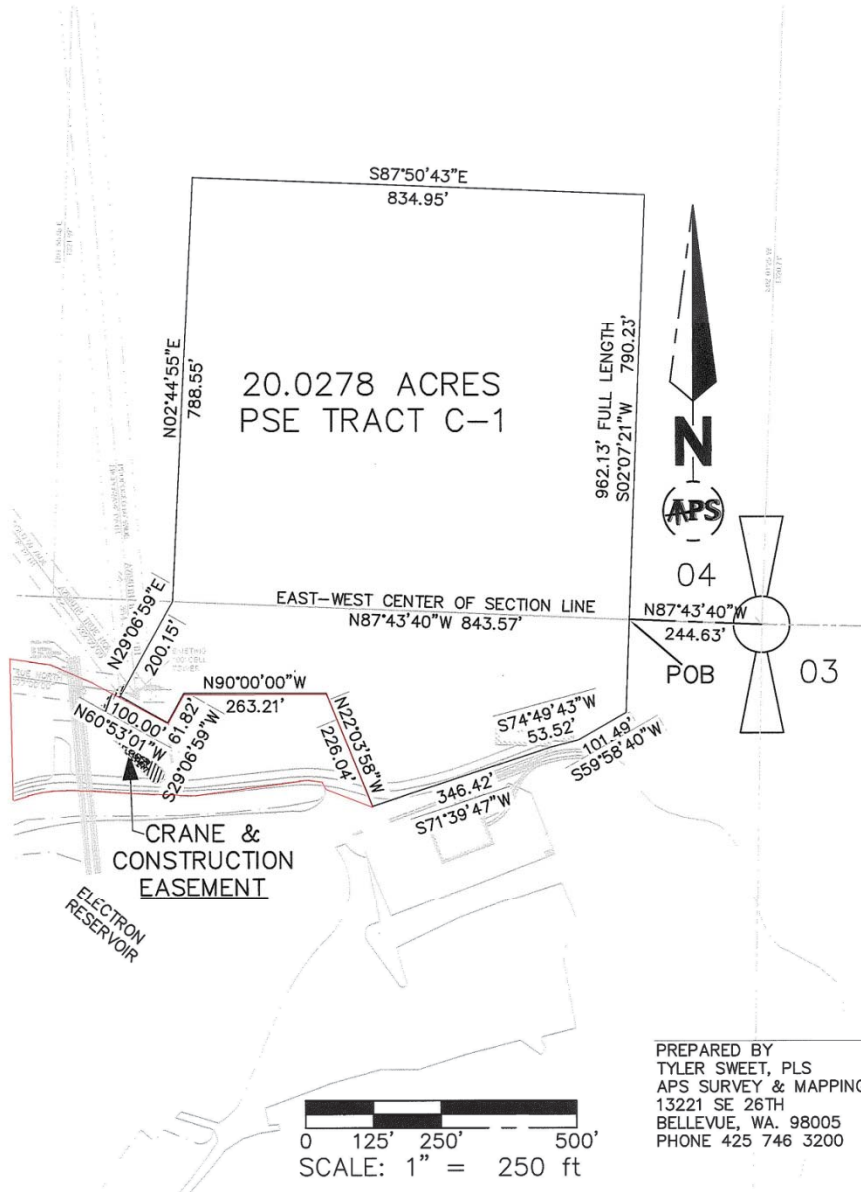 S87°50'43"E
834.95'
N02°44'55"E
788.55'
20.0278 ACRES
PSE TRACT C-1
962.13' FULL LENGTH
790.23'
S02°07'21"W
N
APS
04
EAST-WEST CENTER OF SECTION LINE
N87°43'40"W 843.57'
N87°43'40"W
244.63'
POB
03
N29°06'59"E
200.15'
N90°00'00"W
263.21'
100.00'
N60°53'01"W
61.82'
S29°06'59"W
N22°03'58"W
226.04'
S74°49'43"W
53.52'
101.49'
S59°58'40"W
346.42'
S71°39'47"W
CRANE &
CONSTRUCTION
EASEMENT
ELECTRON
RESERVOIR
0 125' 250' 500'
SCALE: 1" = 250 ft
PREPARED BY
TYLER SWEET, PLS
APS SURVEY & MAPPING
13221 SE 26TH
BELLEVUE, WA. 98005
PHONE 425 746 3200